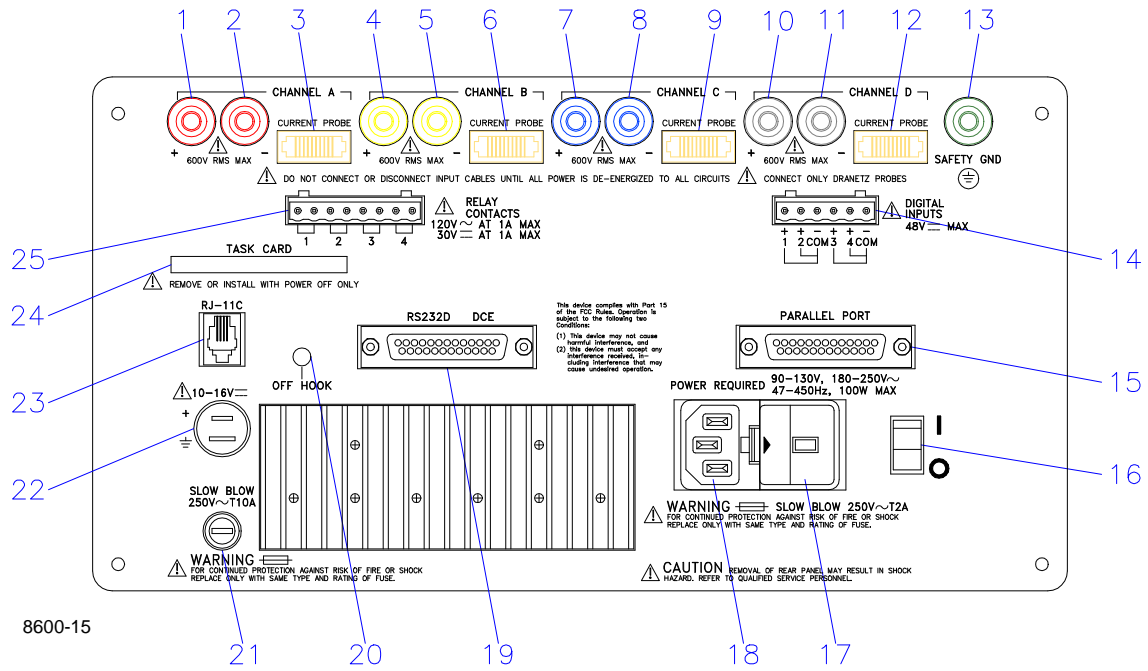 1 2 3 4 5 6 7 8 9 10 11 12 13
CHANNEL A CHANNEL B CHANNEL C CHANNEL D
CURRENT PROBE CURRENT PROBE CURRENT PROBE CURRENT PROBE
+ 600V RMS MAX − + 600V RMS MAX − + 600V RMS MAX − + 600V RMS MAX − SAFETY GND
DO NOT CONNECT OR DISCONNECT INPUT CABLES UNTIL ALL POWER IS DE-ENERGIZED TO ALL CIRCUITS
CONNECT ONLY DRANETZ PROBES
RELAY
CONTACTS
120V～ AT 1A MAX
30V⎓ AT 1A MAX
1 2 3 4
DIGITAL
INPUTS
48V⎓ MAX
+ + − + + −
1 2 COM 3 4 COM
25
14
TASK CARD
24
REMOVE OR INSTALL WITH POWER OFF ONLY
RJ-11C
23
OFF HOOK
20
RS232D DCE
19
This device complies with Part 15
of the FCC Rules. Operation is
subject to the following two
Conditions:
(1) This device may not cause
harmful interference, and
(2) this device must accept any
interference received, in-
cluding interference that may
cause undesired operation.
PARALLEL PORT
15
POWER REQUIRED 90-130V, 180-250V～
47-450Hz, 100W MAX
16
10-16V⎓
+
22
SLOW BLOW
250V～T10A
21
WARNING
FOR CONTINUED PROTECTION AGAINST RISK OF FIRE OR SHOCK
REPLACE ONLY WITH SAME TYPE AND RATING OF FUSE.
WARNING SLOW BLOW 250V～T2A
FOR CONTINUED PROTECTION AGAINST RISK OF FIRE OR SHOCK
REPLACE ONLY WITH SAME TYPE AND RATING OF FUSE.
18 17
CAUTION REMOVAL OF REAR PANEL MAY RESULT IN SHOCK
HAZARD. REFER TO QUALIFIED SERVICE PERSONNEL.
8600-15